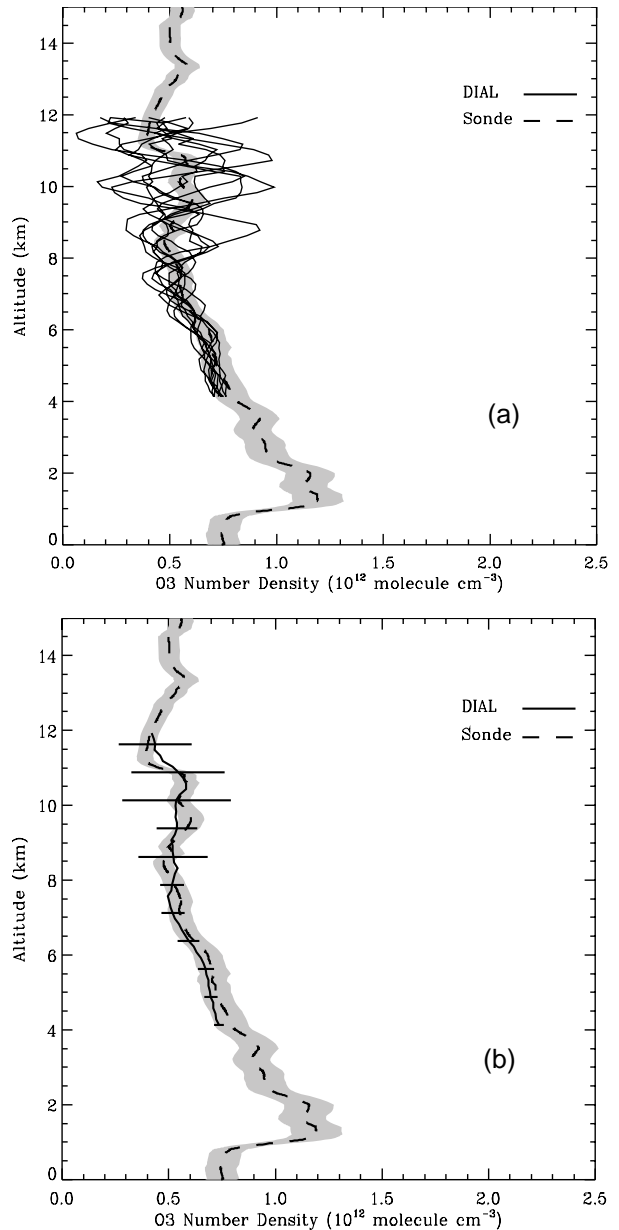 14
12
10
8
6
4
2
0
Altitude (km)
DIAL
Sonde
(a)
0.0 0.5 1.0 1.5 2.0 2.5
O3 Number Density (10¹² molecule cm⁻³)
14
12
10
8
6
4
2
0
Altitude (km)
DIAL
Sonde
(b)
0.0 0.5 1.0 1.5 2.0 2.5
O3 Number Density (10¹² molecule cm⁻³)